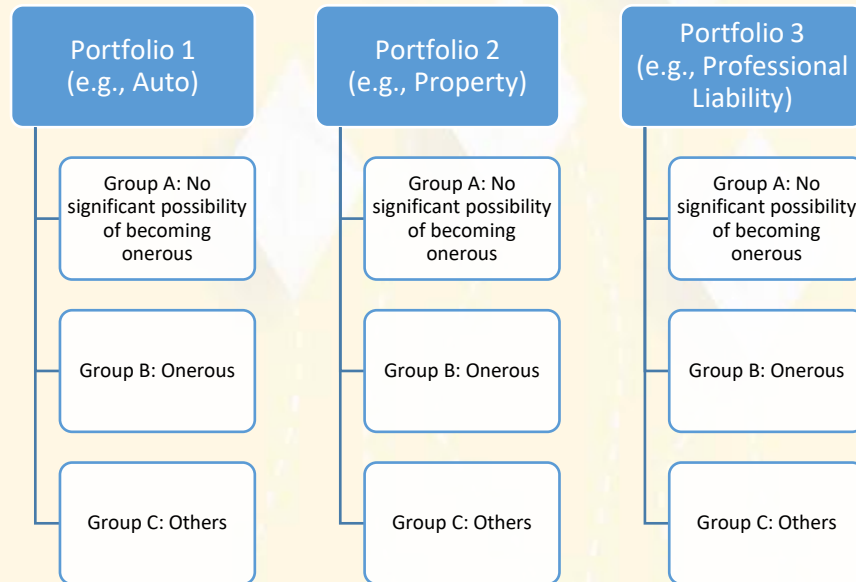 Portfolio 1
(e.g., Auto)
Group A: No
significant possibility
of becoming
onerous
Group B: Onerous
Group C: Others
Portfolio 2
(e.g., Property)
Group A: No
significant possibility
of becoming
onerous
Group B: Onerous
Group C: Others
Portfolio 3
(e.g., Professional
Liability)
Group A: No
significant possibility
of becoming
onerous
Group B: Onerous
Group C: Others